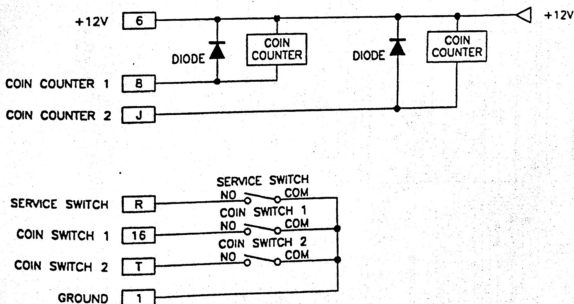 +12V 6 +12V
DIODE COIN COUNTER DIODE COIN COUNTER
COIN COUNTER 1 8
COIN COUNTER 2 J
SERVICE SWITCH
SERVICE SWITCH R NO COM
COIN SWITCH 1
COIN SWITCH 1 16 NO COM
COIN SWITCH 2
COIN SWITCH 2 T NO COM
GROUND 1